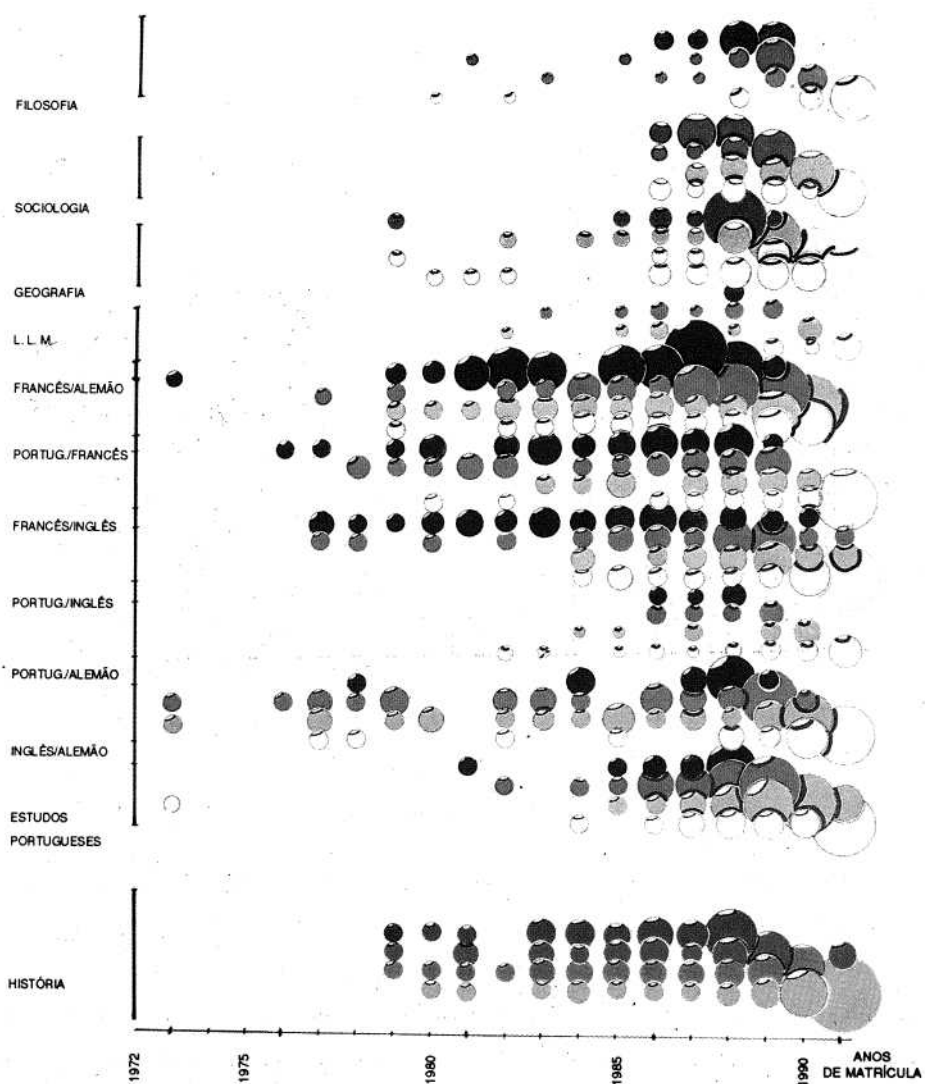 FILOSOFIA
SOCIOLOGIA
GEOGRAFIA
L. L. M.
FRANCÊS/ALEMÃO
PORTUG./FRANCÊS
FRANCÊS/INGLÊS
PORTUG./INGLÊS
PORTUG./ALEMÃO
INGLÊS/ALEMÃO
ESTUDOS
PORTUGUESES
HISTÓRIA
1972
1975
1980
1985
1990
ANOS
DE MATRÍCULA